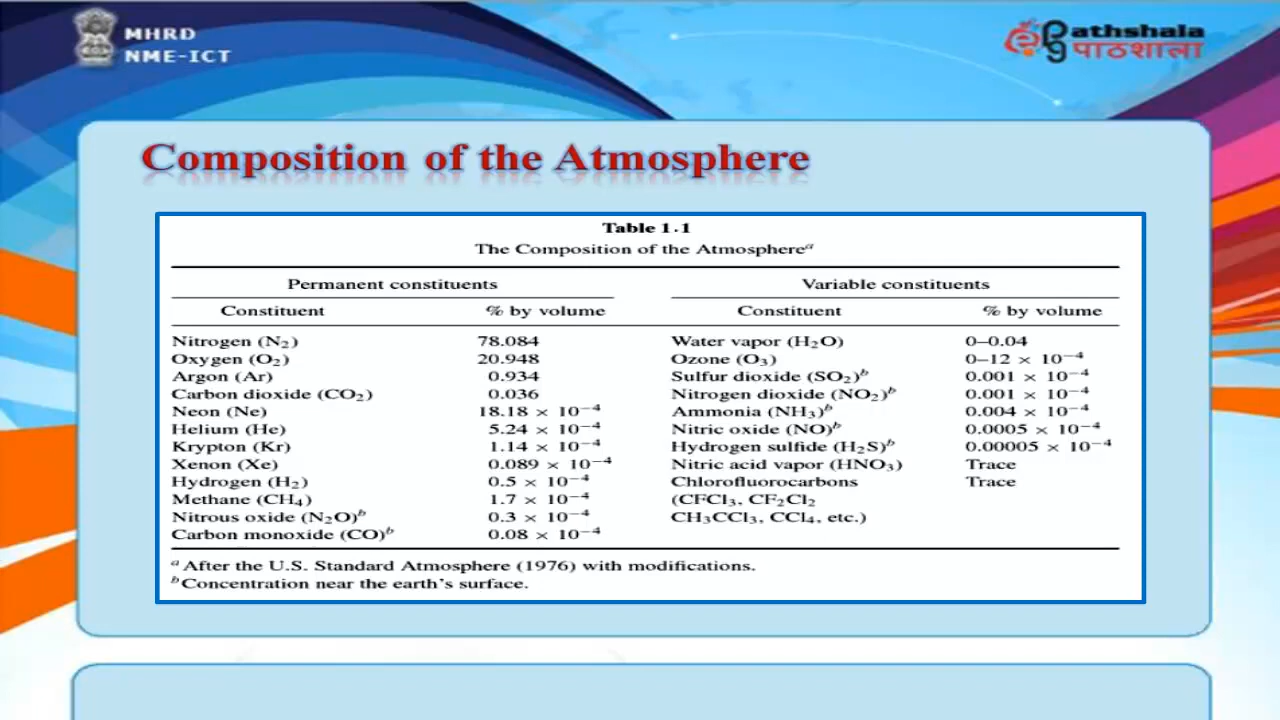 MHRD
NME-ICT
Pathshala
पाठशाला
Composition of the Atmosphere
Table 1.1
The Composition of the Atmosphereᵃ
Permanent constituents Variable constituents
Constituent % by volume Constituent % by volume
Nitrogen (N₂) 78.084 Water vapor (H₂O) 0–0.04
Oxygen (O₂) 20.948 Ozone (O₃) 0–12 × 10⁻⁴
Argon (Ar) 0.934 Sulfur dioxide (SO₂)ᵇ 0.001 × 10⁻⁴
Carbon dioxide (CO₂) 0.036 Nitrogen dioxide (NO₂)ᵇ 0.001 × 10⁻⁴
Neon (Ne) 18.18 × 10⁻⁴ Ammonia (NH₃)ᵇ 0.004 × 10⁻⁴
Helium (He) 5.24 × 10⁻⁴ Nitric oxide (NO)ᵇ 0.0005 × 10⁻⁴
Krypton (Kr) 1.14 × 10⁻⁴ Hydrogen sulfide (H₂S)ᵇ 0.00005 × 10⁻⁴
Xenon (Xe) 0.089 × 10⁻⁴ Nitric acid vapor (HNO₃) Trace
Hydrogen (H₂) 0.5 × 10⁻⁴ Chlorofluorocarbons Trace
Methane (CH₄) 1.7 × 10⁻⁴ (CFCl₃, CF₂Cl₂
Nitrous oxide (N₂O)ᵇ 0.3 × 10⁻⁴ CH₃CCl₃, CCl₄, etc.)
Carbon monoxide (CO)ᵇ 0.08 × 10⁻⁴
ᵃ After the U.S. Standard Atmosphere (1976) with modifications.
ᵇ Concentration near the earth's surface.